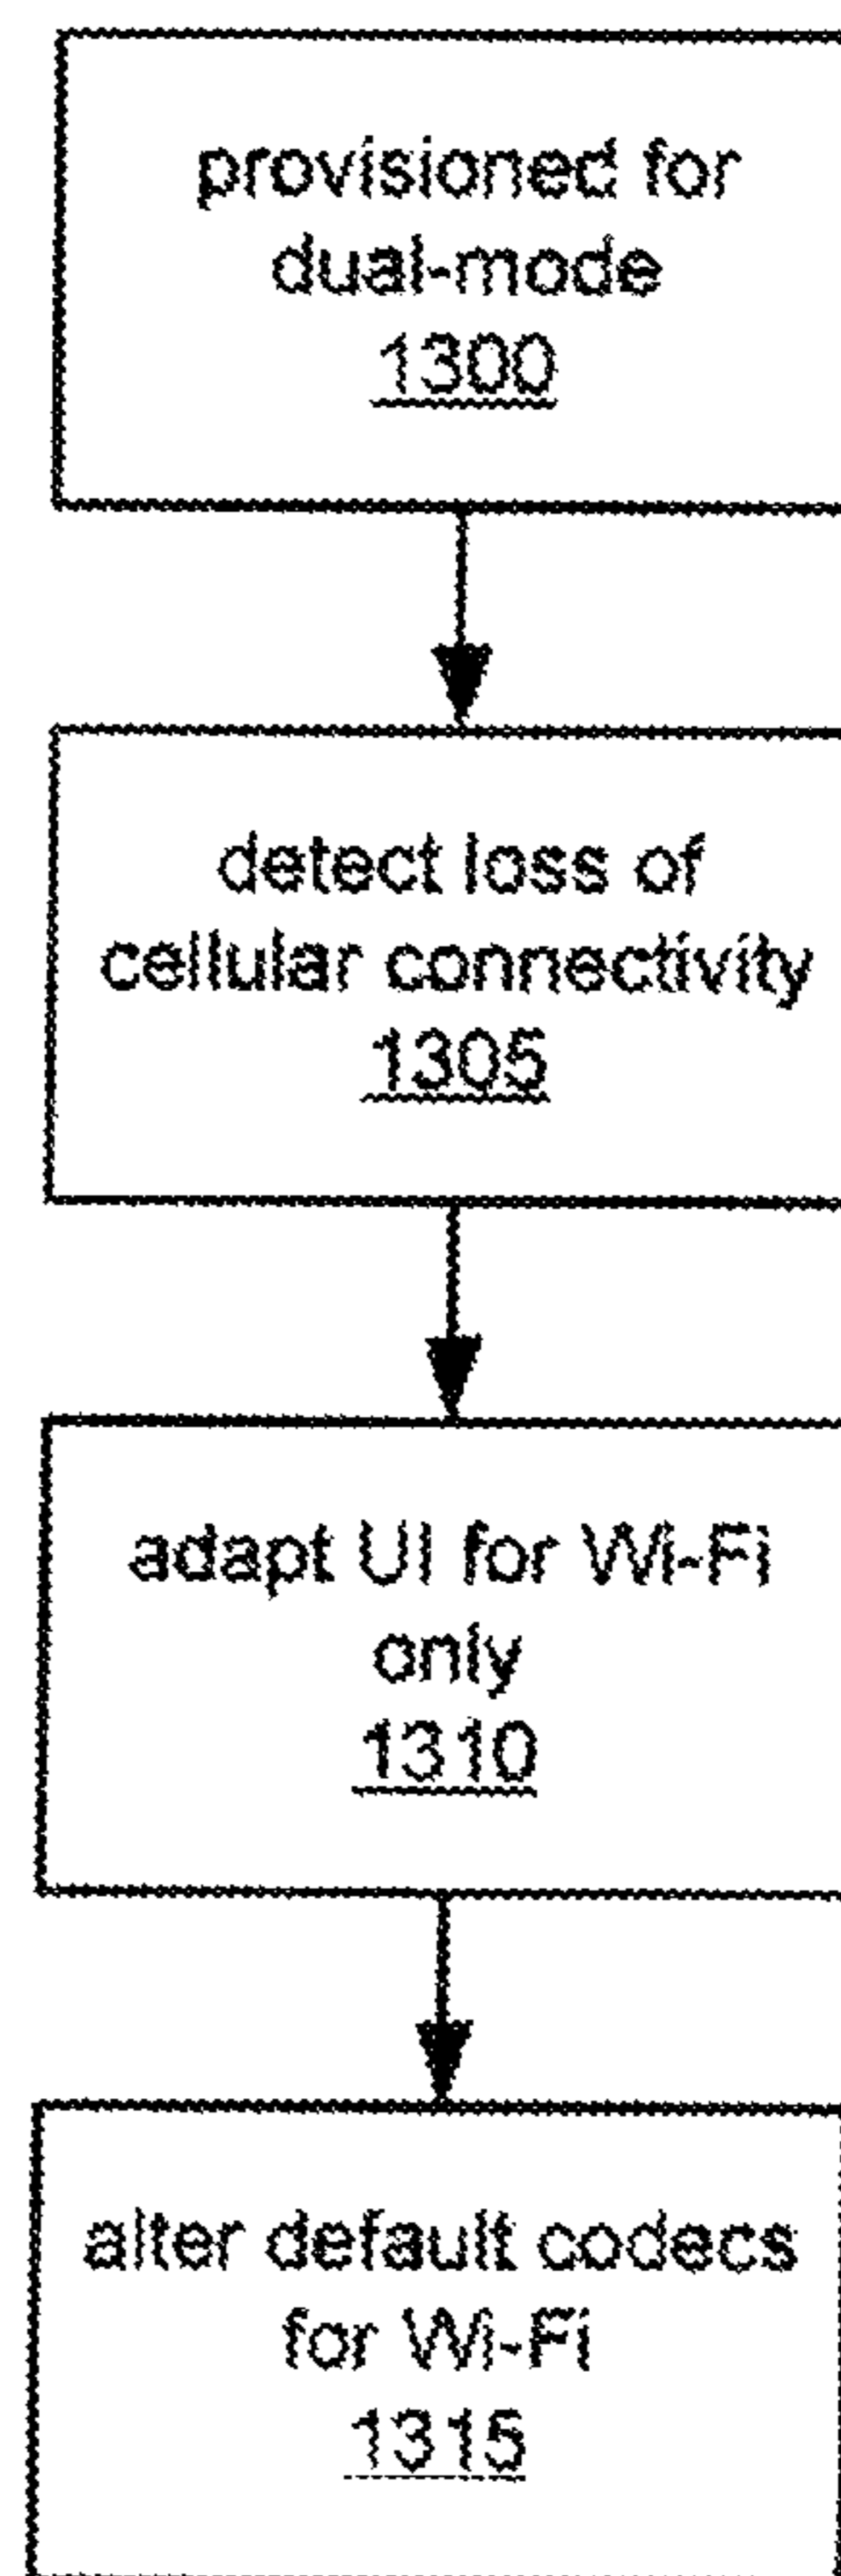 provisioned for
dual-mode
1300
detect loss of
cellular connectivity
1305
adapt UI for Wi-Fi
only
1310
alter default codecs
for Wi-Fi
1315